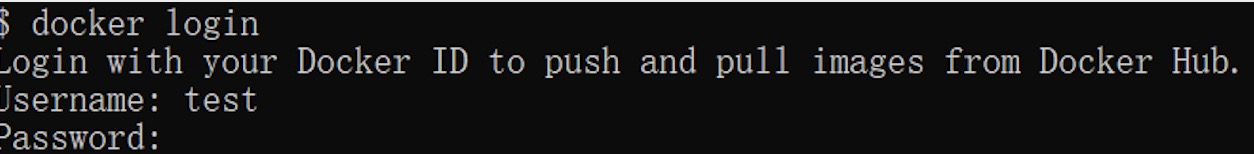 $ docker login
Login with your Docker ID to push and pull images from Docker Hub.
Username: test
Password: